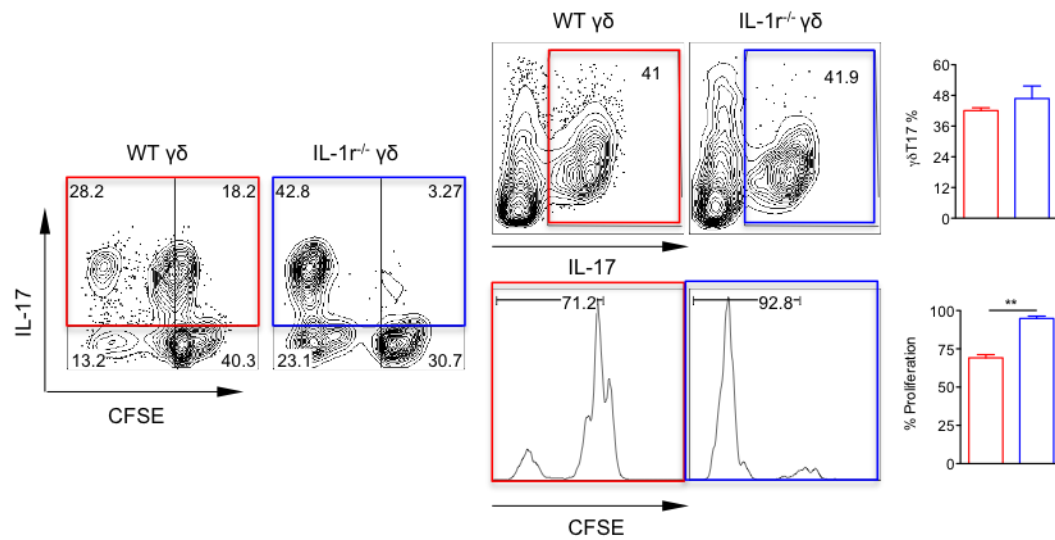 WT γδ
IL-1r-/- γδ
41
41.9
60
48
36
24
12
0
γδT17 %
WT γδ
IL-1r-/- γδ
28.2
18.2
42.8
3.27
13.2
40.3
23.1
30.7
IL-17
CFSE
IL-17
71.2
92.8
CFSE
**
100
75
50
25
0
% Proliferation